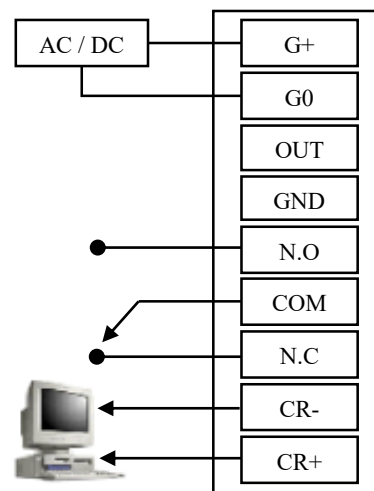 AC / DC
G+
G0
OUT
GND
N.O
COM
N.C
CR-
CR+